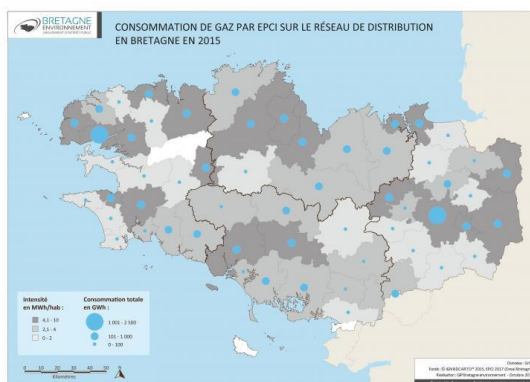 BRETAGNE
ENVIRONNEMENT
CONSOMMATION DE GAZ PAR EPCI SUR LE RÉSEAU DE DISTRIBUTION
EN BRETAGNE EN 2015
Intensité
en MWh/hab :
4,1 - 10
2,1 - 4
0 - 2
Consommation totale
en GWh :
1 001 - 2 500
101 - 1 000
0 - 100
0 10 20 30 40 50
Kilomètres